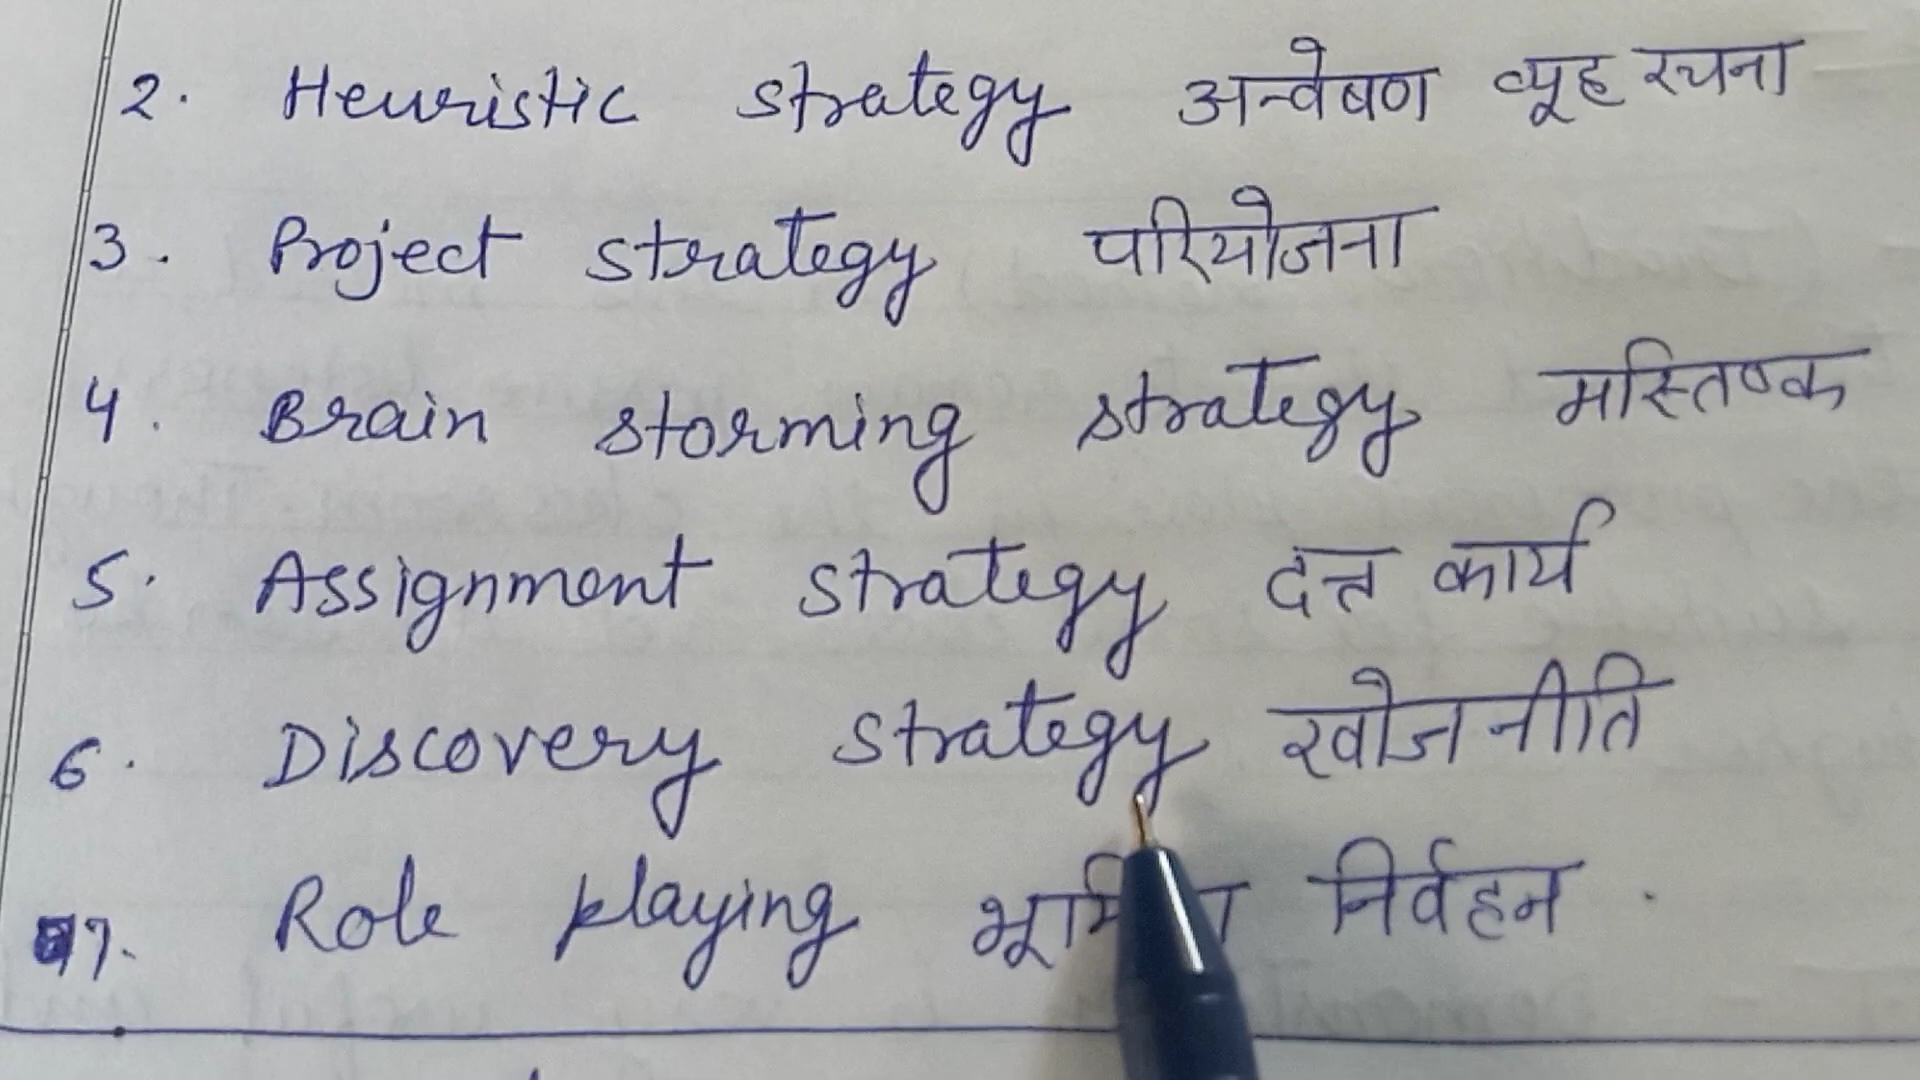 2. Heuristic strategy अन्वेषण व्यूह रचना
3. Project strategy परियोजना
4. Brain storming strategy मस्तिष्क
5. Assignment strategy दत्त कार्य
6. Discovery strategy खोज नीति
7. Role playing निर्वहन .